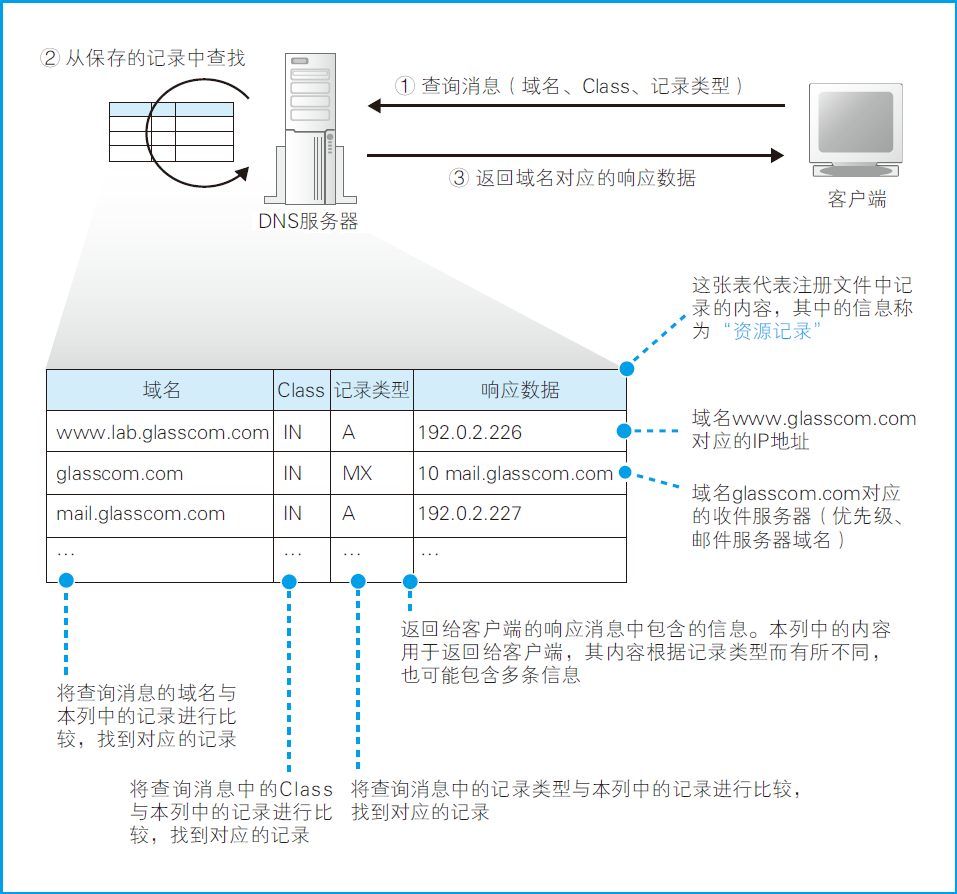 ② 从保存的记录中查找
① 查询消息（域名、Class、记录类型）
③ 返回域名对应的响应数据
客户端
DNS服务器
这张表代表注册文件中记
录的内容，其中的信息称
为“资源记录”
域名 Class 记录类型 响应数据
www.lab.glasscom.com IN A 192.0.2.226
glasscom.com IN MX 10 mail.glasscom.com
mail.glasscom.com IN A 192.0.2.227
… … … …
域名www.glasscom.com
对应的IP地址
域名glasscom.com对应
的收件服务器（优先级、
邮件服务器域名）
返回给客户端的响应消息中包含的信息。本列中的内容
用于返回给客户端，其内容根据记录类型而有所不同，
也可能包含多条信息
将查询消息的域名与
本列中的记录进行比
较，找到对应的记录
将查询消息中的Class
与本列中的记录进行比
较，找到对应的记录
将查询消息中的记录类型与本列中的记录进行比较，
找到对应的记录